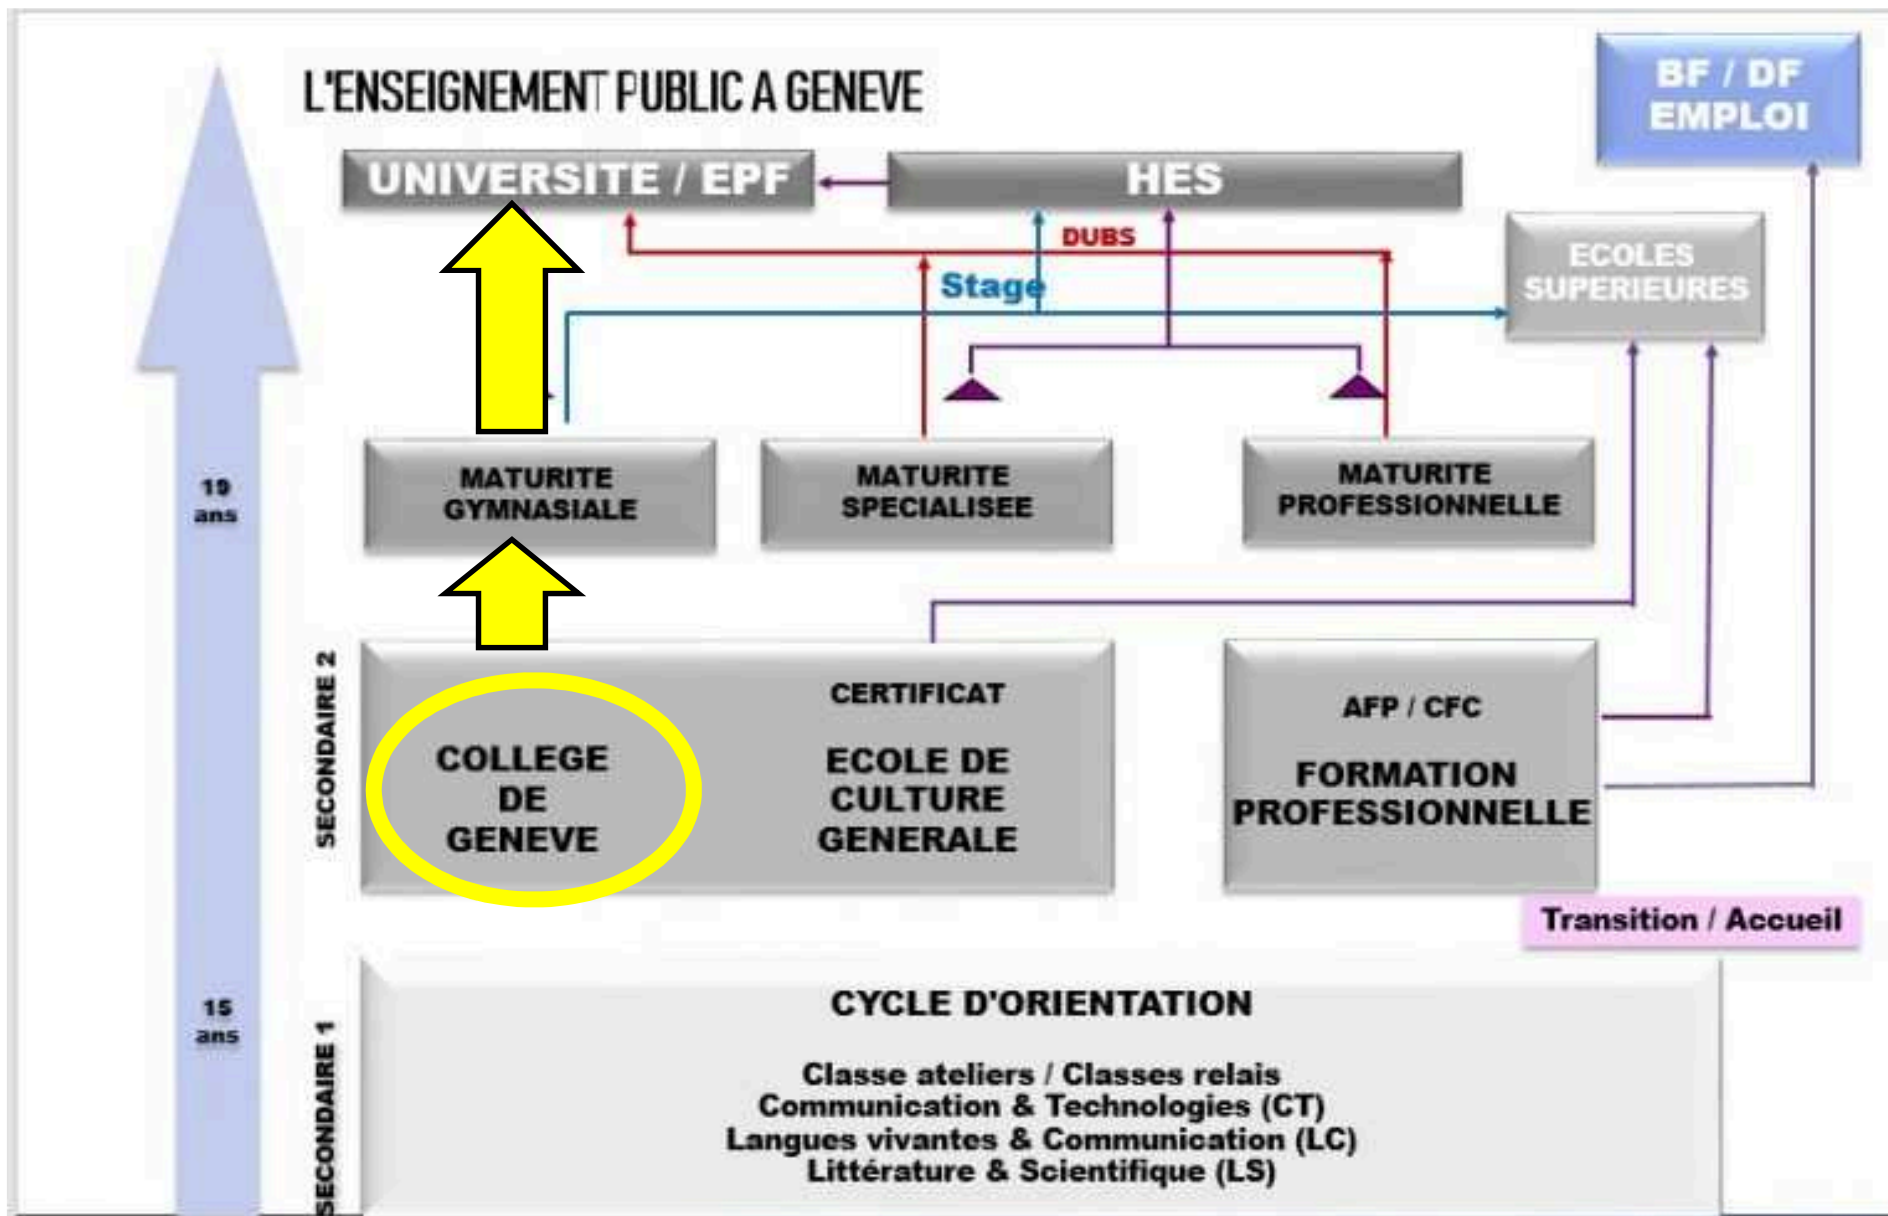 L'ENSEIGNEMENT PUBLIC A GENEVE
BF / DF
EMPLOI
UNIVERSITE / EPF
HES
DUBS
ECOLES
SUPERIEURES
Stage
19
ans
MATURITE
GYMNASIALE
MATURITE
SPECIALISEE
MATURITE
PROFESSIONNELLE
SECONDAIRE 2
COLLEGE
DE
GENEVE
CERTIFICAT
ECOLE DE
CULTURE
GENERALE
AFP / CFC
FORMATION
PROFESSIONNELLE
Transition / Accueil
15
ans
SECONDAIRE 1
CYCLE D'ORIENTATION
Classe ateliers / Classes relais
Communication & Technologies (CT)
Langues vivantes & Communication (LC)
Littérature & Scientifique (LS)